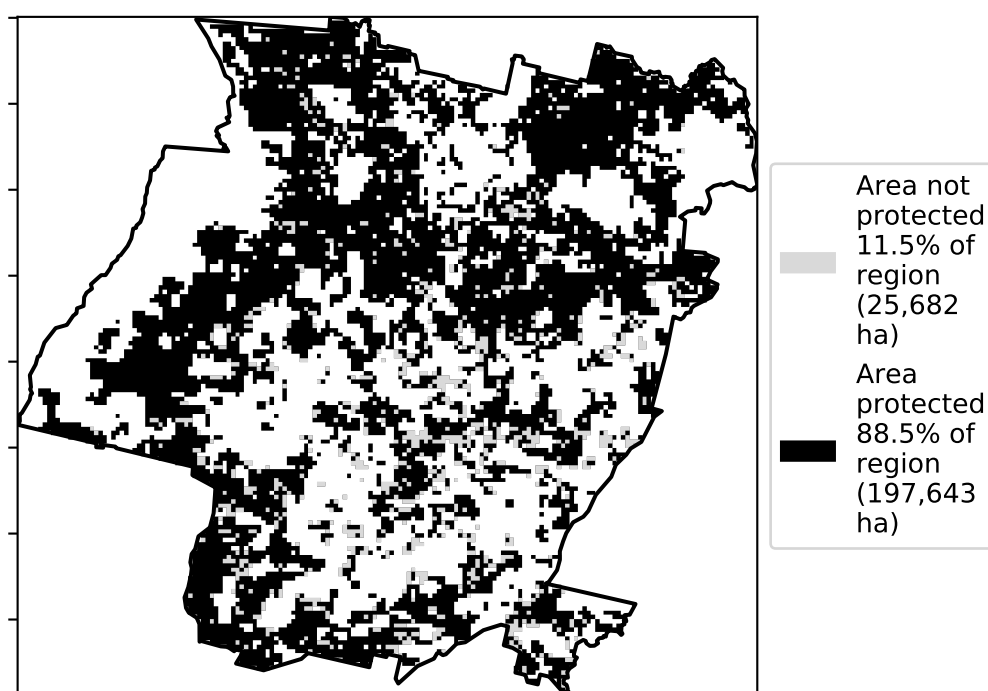 Area not
protected
11.5% of
region
(25,682
ha)
Area
protected
88.5% of
region
(197,643
ha)